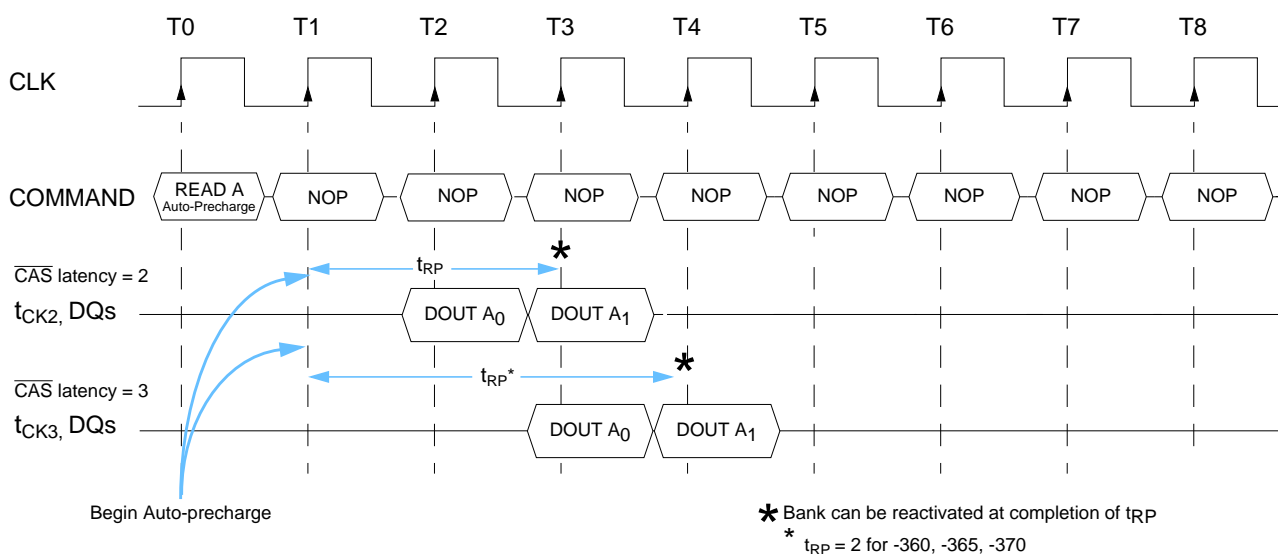 T0 T1 T2 T3 T4 T5 T6 T7 T8
CLK
COMMAND
READ A
Auto-Precharge
NOP NOP NOP NOP NOP NOP NOP NOP
*
tRP
CAS latency = 2
tCK2, DQs
DOUT A0 DOUT A1
*
tRP*
CAS latency = 3
tCK3, DQs
DOUT A0 DOUT A1
Begin Auto-precharge
* Bank can be reactivated at completion of tRP
* tRP = 2 for -360, -365, -370